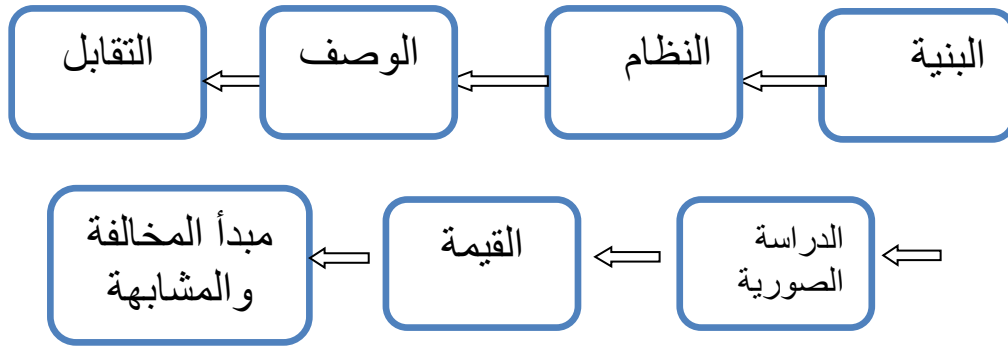 البنية
النظام
الوصف
التقابل
الدراسة
الصورية
القيمة
مبدأ المخالفة
والمشابهة